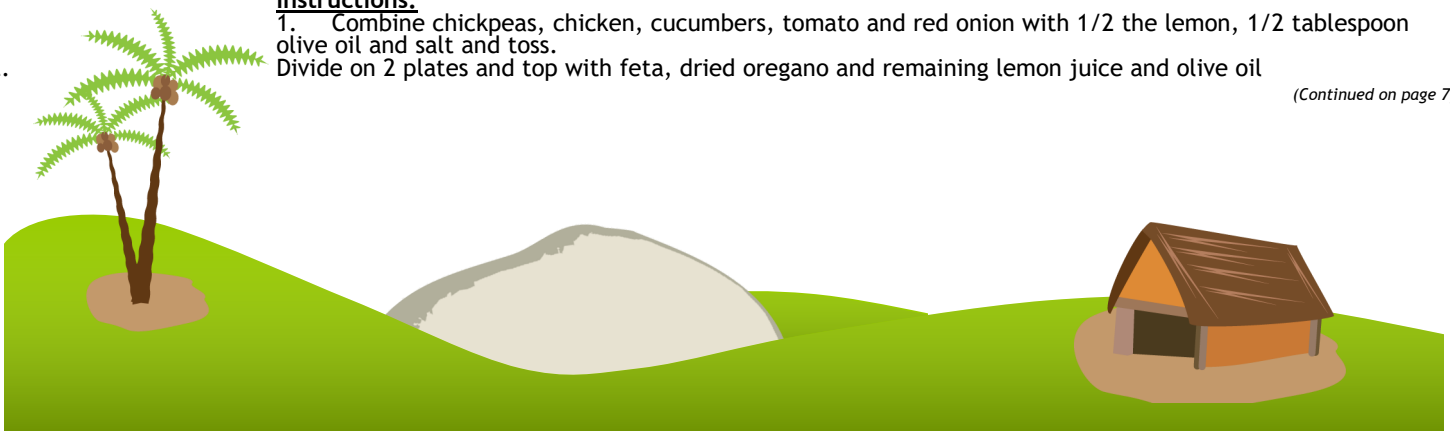 Instructions:
1. Combine chickpeas, chicken, cucumbers, tomato and red onion with 1/2 the lemon, 1/2 tablespoon
olive oil and salt and toss.
Divide on 2 plates and top with feta, dried oregano and remaining lemon juice and olive oil
(Continued on page 7